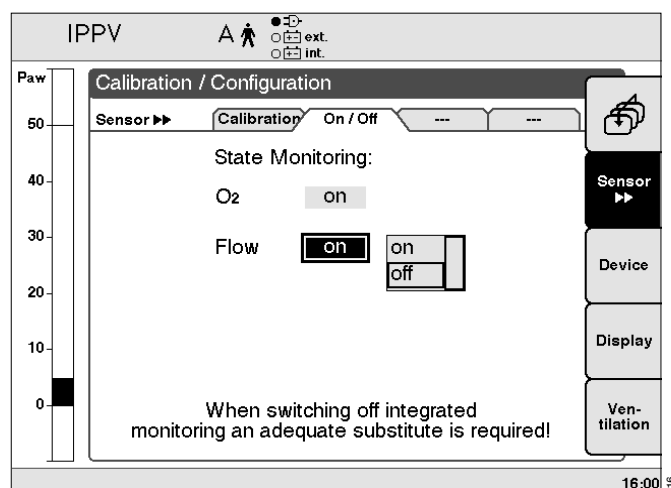 IPPV
A
ext.
int.
Paw
50
40
30
20
10
0
Calibration / Configuration
Sensor ▶▶
Calibration
On / Off
---
---
State Monitoring:
O₂ on
Flow on
on
off
When switching off integrated
monitoring an adequate substitute is required!
Sensor
▶▶
Device
Display
Ven-
tilation
16:00